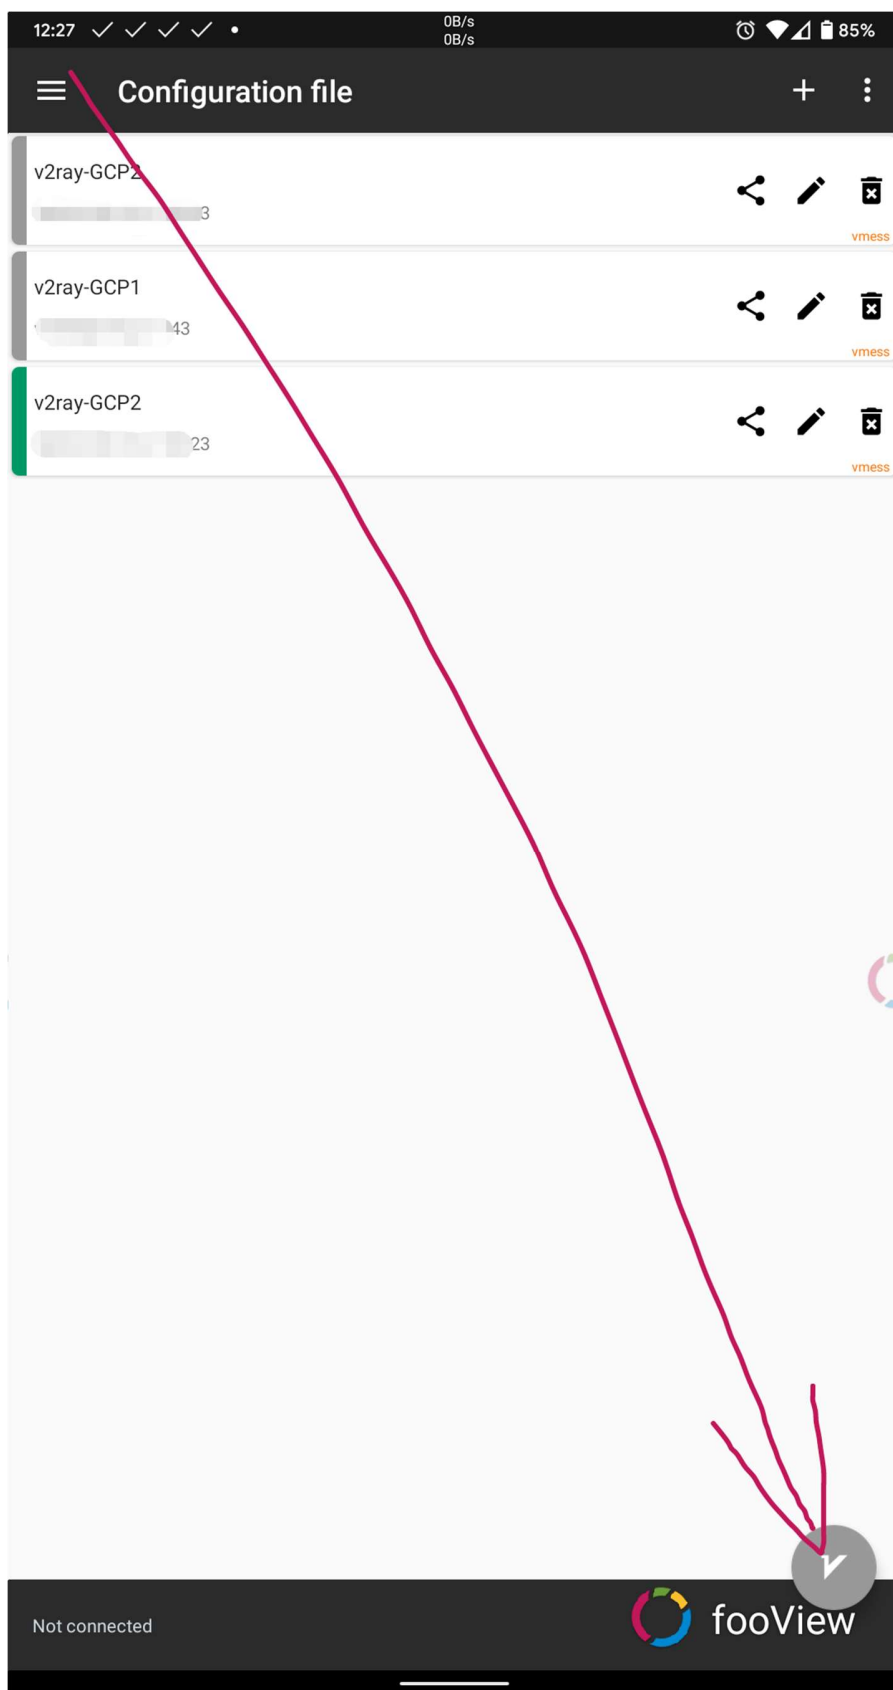 12:27
0B/s
0B/s
85%
Configuration file
v2ray-GCP2
3
vmess
v2ray-GCP1
43
vmess
v2ray-GCP2
23
vmess
Not connected
fooView